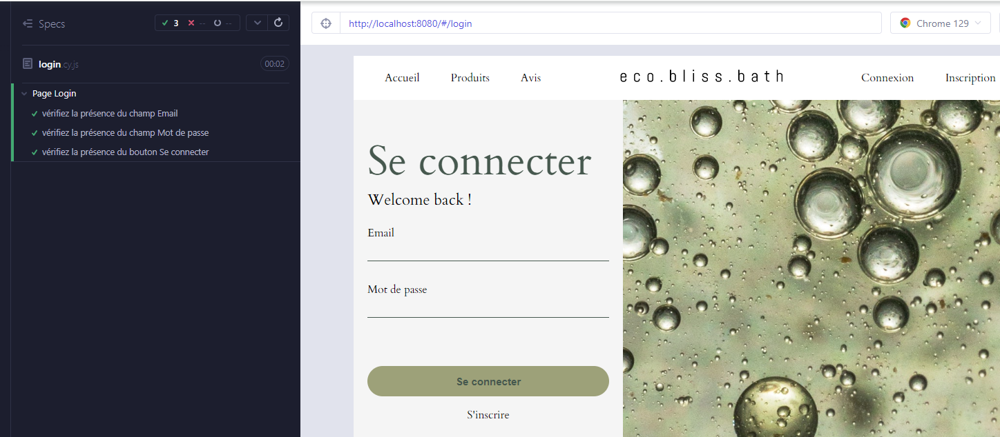 Specs
3 -- --
login.cy.js
00:02
Page Login
vérifiez la présence du champ Email
vérifiez la présence du champ Mot de passe
vérifiez la présence du bouton Se connecter
http://localhost:8080/#/login
Chrome 129
Accueil Produits Avis eco.bliss.bath Connexion Inscription
Se connecter
Welcome back !
Email
Mot de passe
Se connecter
S'inscrire